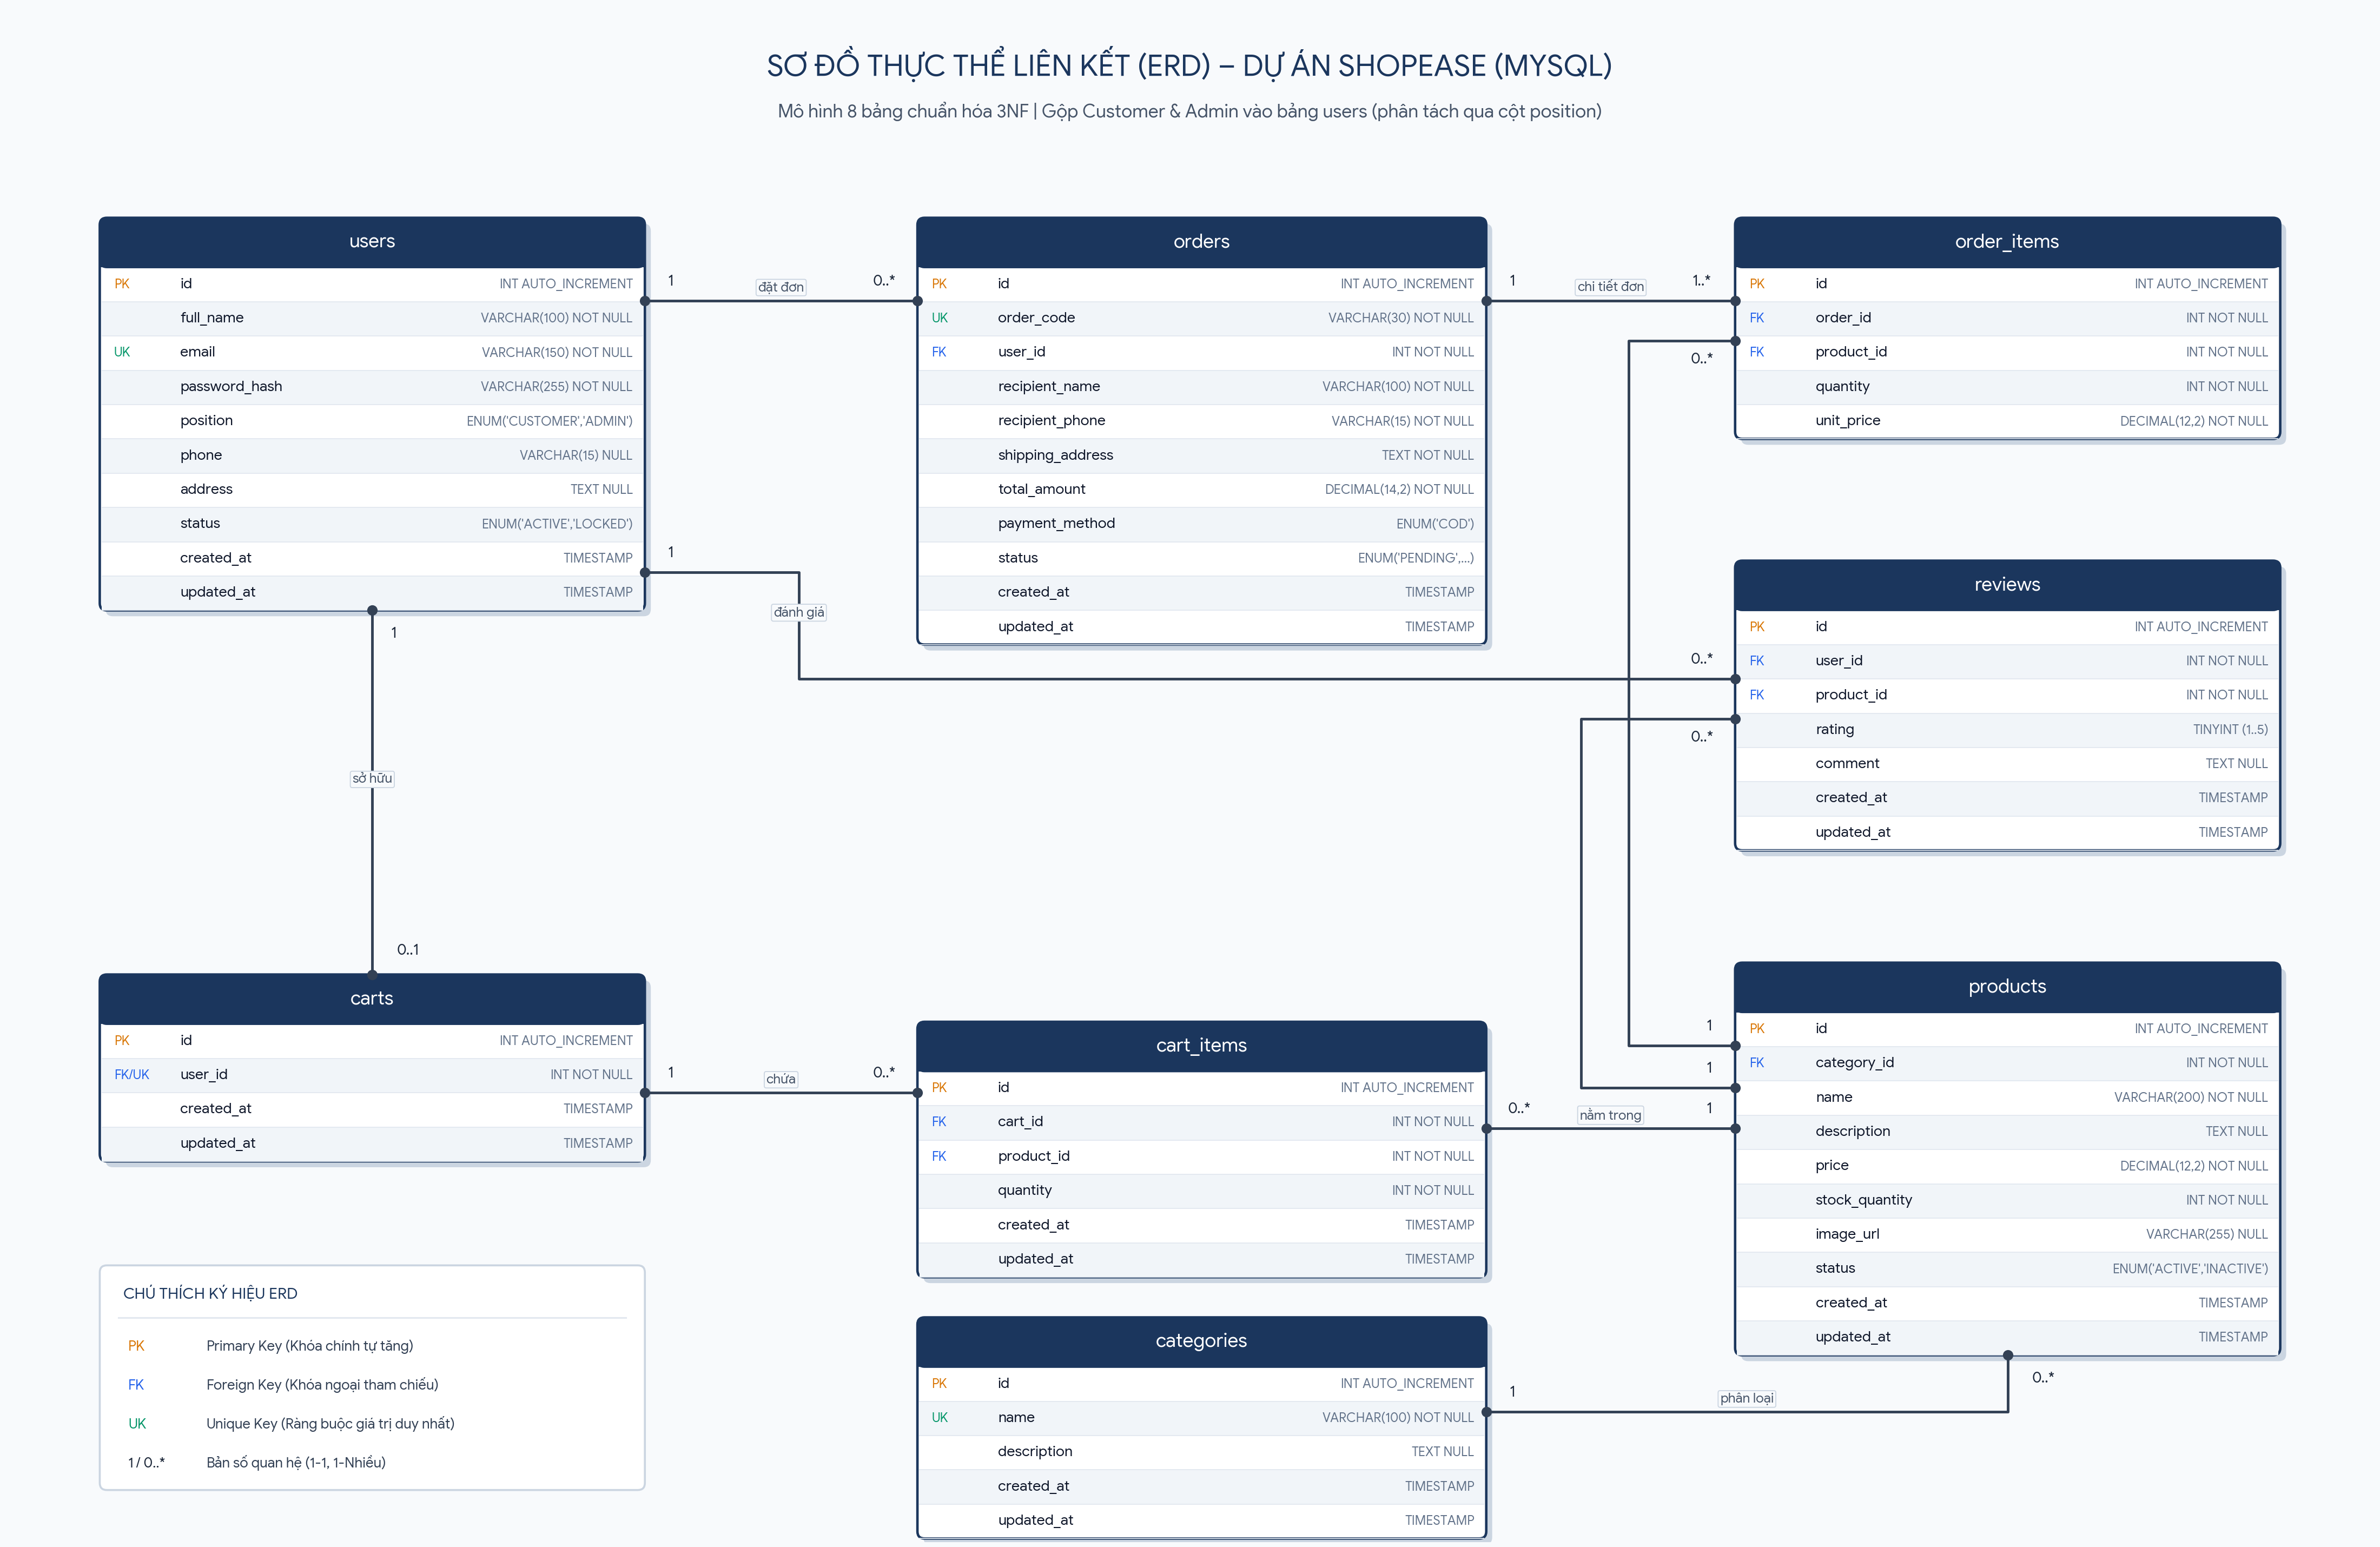 SƠ ĐỒ THỰC THỂ LIÊN KẾT (ERD) – DỰ ÁN SHOPEASE (MYSQL)
Mô hình 8 bảng chuẩn hóa 3NF | Gộp Customer & Admin vào bảng users (phân tách qua cột position)
users
PK id INT AUTO_INCREMENT
full_name VARCHAR(100) NOT NULL
UK email VARCHAR(150) NOT NULL
password_hash VARCHAR(255) NOT NULL
position ENUM('CUSTOMER','ADMIN')
phone VARCHAR(15) NULL
address TEXT NULL
status ENUM('ACTIVE','LOCKED')
created_at TIMESTAMP
updated_at TIMESTAMP
1 đặt đơn 0..*
orders
PK id INT AUTO_INCREMENT
UK order_code VARCHAR(30) NOT NULL
FK user_id INT NOT NULL
recipient_name VARCHAR(100) NOT NULL
recipient_phone VARCHAR(15) NOT NULL
shipping_address TEXT NOT NULL
total_amount DECIMAL(14,2) NOT NULL
payment_method ENUM('COD')
status ENUM('PENDING',...)
created_at TIMESTAMP
updated_at TIMESTAMP
1 chi tiết đơn 1..*
order_items
PK id INT AUTO_INCREMENT
FK order_id INT NOT NULL
FK product_id INT NOT NULL
quantity INT NOT NULL
unit_price DECIMAL(12,2) NOT NULL
0..*
1
đánh giá
0..*
reviews
PK id INT AUTO_INCREMENT
FK user_id INT NOT NULL
FK product_id INT NOT NULL
rating TINYINT (1..5)
comment TEXT NULL
created_at TIMESTAMP
updated_at TIMESTAMP
0..*
1
sở hữu
0..1
carts
PK id INT AUTO_INCREMENT
FK/UK user_id INT NOT NULL
created_at TIMESTAMP
updated_at TIMESTAMP
1 chứa 0..*
cart_items
PK id INT AUTO_INCREMENT
FK cart_id INT NOT NULL
FK product_id INT NOT NULL
quantity INT NOT NULL
created_at TIMESTAMP
updated_at TIMESTAMP
1
1
0..* nằm trong 1
products
PK id INT AUTO_INCREMENT
FK category_id INT NOT NULL
name VARCHAR(200) NOT NULL
description TEXT NULL
price DECIMAL(12,2) NOT NULL
stock_quantity INT NOT NULL
image_url VARCHAR(255) NULL
status ENUM('ACTIVE','INACTIVE')
created_at TIMESTAMP
updated_at TIMESTAMP
categories
PK id INT AUTO_INCREMENT
UK name VARCHAR(100) NOT NULL
description TEXT NULL
created_at TIMESTAMP
updated_at TIMESTAMP
1 phân loại 0..*
CHÚ THÍCH KÝ HIỆU ERD
PK Primary Key (Khóa chính tự tăng)
FK Foreign Key (Khóa ngoại tham chiếu)
UK Unique Key (Ràng buộc giá trị duy nhất)
1 / 0..* Bản số quan hệ (1-1, 1-Nhiều)